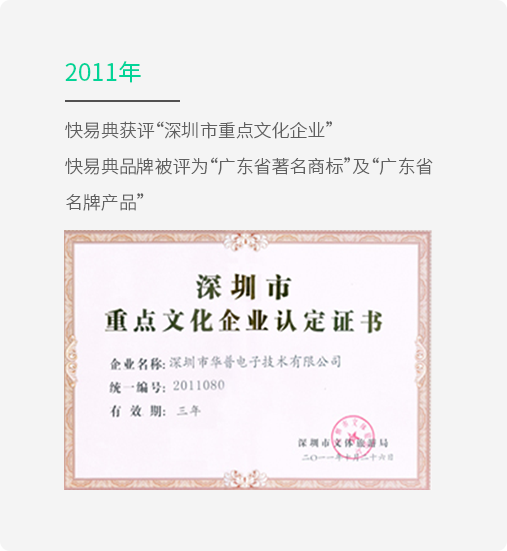 2011年
快易典获评“深圳市重点文化企业”
快易典品牌被评为“广东省著名商标”及“广东省
名牌产品”
深圳市
重点文化企业认定证书
企业名称:深圳市华普电子技术有限公司
统一编号:2011080
有 效 期:三年
深圳市文体旅游局
二〇一一年十月二十六日